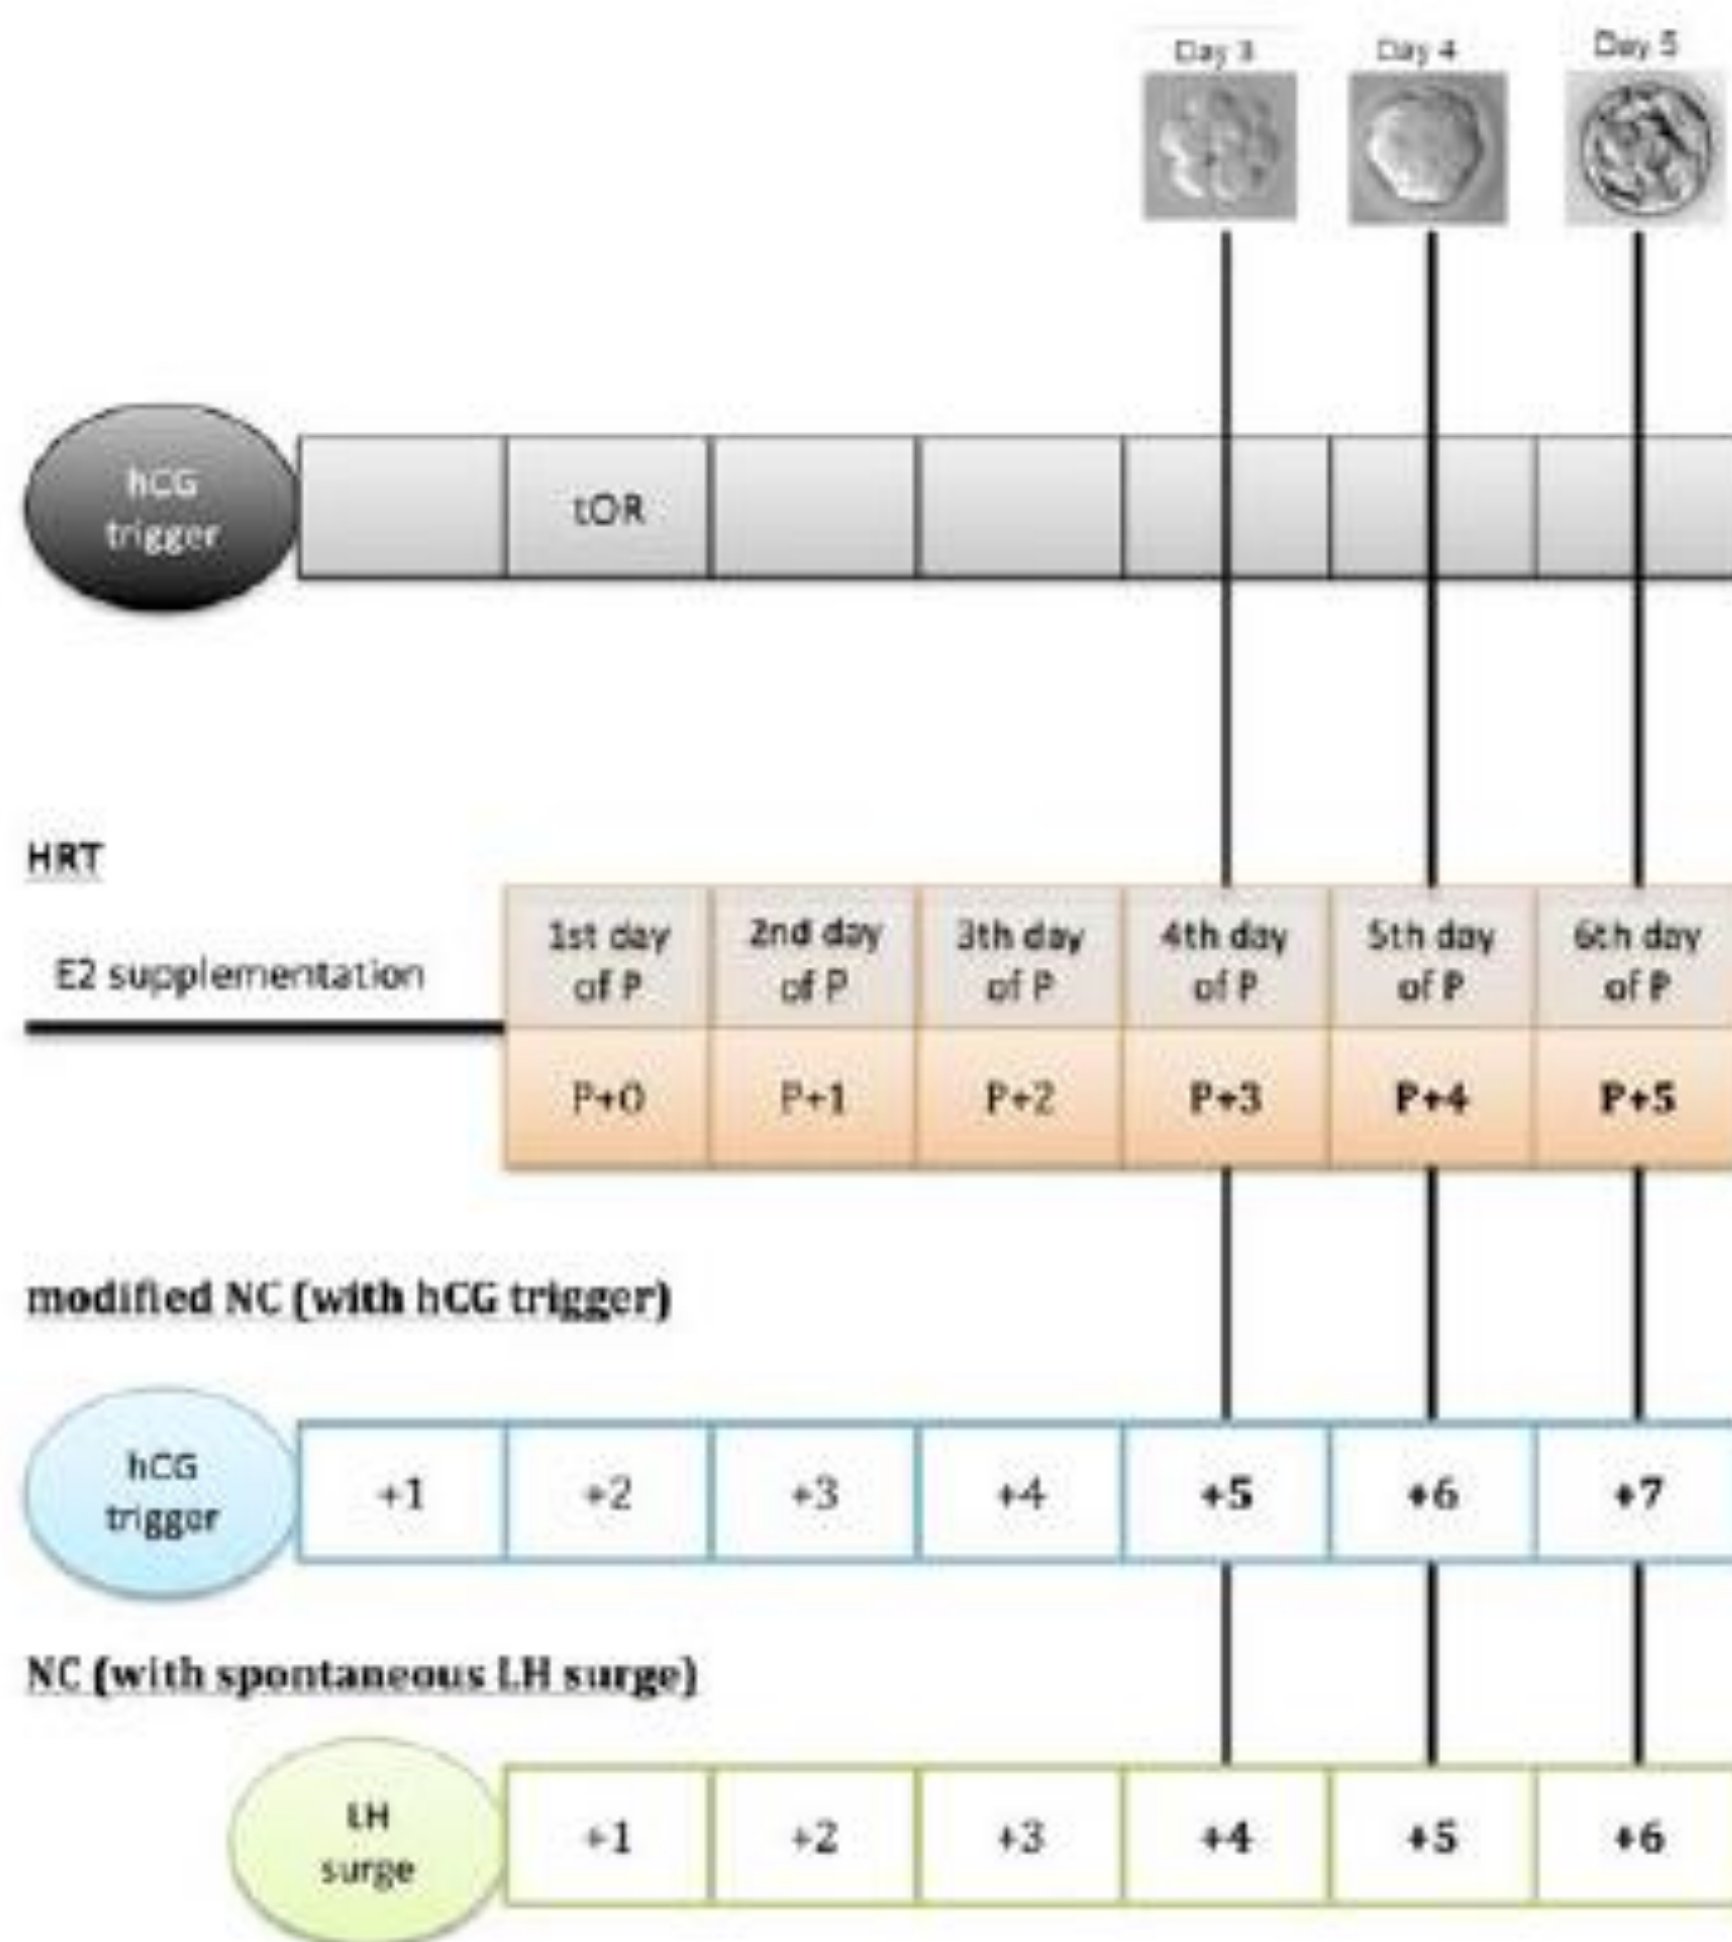 Day 3
Day 4
Day 5
hCG
trigger
tOR
HRT
E2 supplementation
1st day
of P
2nd day
of P
3th day
of P
4th day
of P
5th day
of P
6th day
of P
P+0
P+1
P+2
P+3
P+4
P+5
modified NC (with hCG trigger)
hCG
trigger
+1
+2
+3
+4
+5
+6
+7
NC (with spontaneous LH surge)
LH
surge
+1
+2
+3
+4
+5
+6